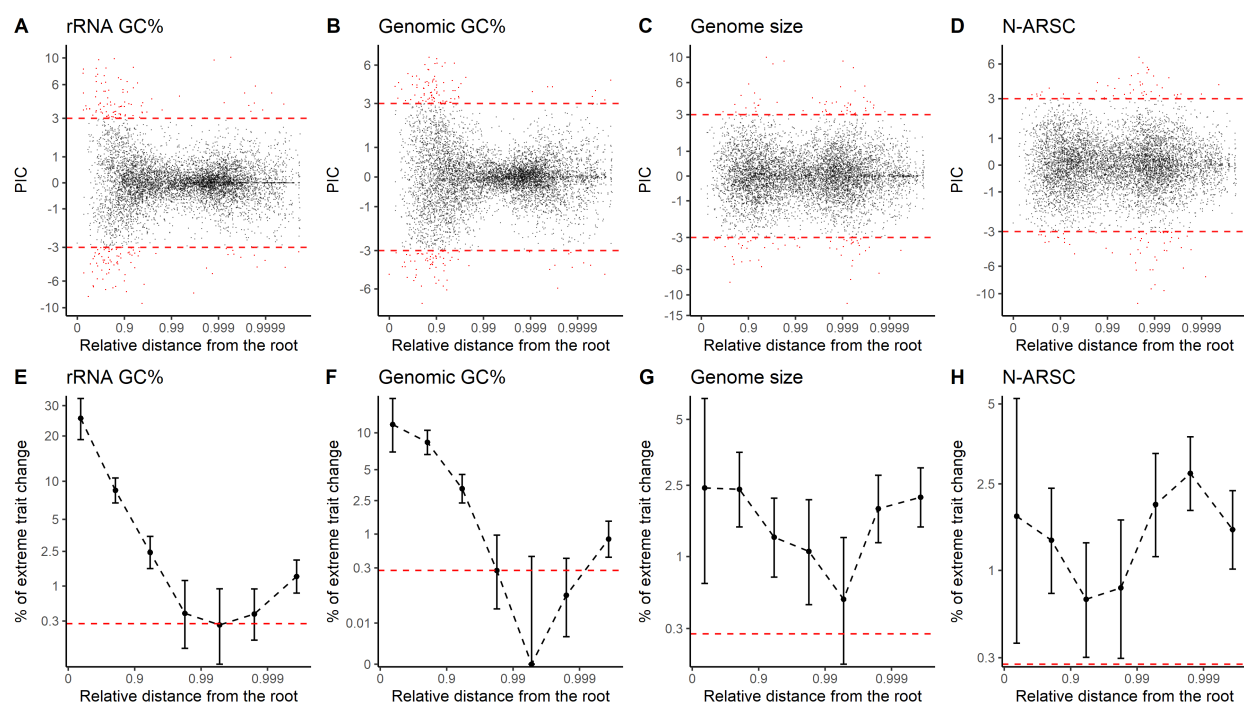 A rRNA GC%
B Genomic GC%
C Genome size
D N-ARSC
PIC
10
6
3
1
0
-1
-3
-6
-10
0 0.9 0.99 0.999 0.9999
Relative distance from the root
PIC
6
3
1
0
-1
-3
-6
0 0.9 0.99 0.999 0.9999
Relative distance from the root
PIC
10
6
3
1
0
-1
-3
-6
-10
-15
0 0.9 0.99 0.999 0.9999
Relative distance from the root
PIC
6
3
1
0
-1
-3
-6
-10
0 0.9 0.99 0.999 0.9999
Relative distance from the root
E rRNA GC%
F Genomic GC%
G Genome size
H N-ARSC
% of extreme trait change
30
20
10
5
2.5
1
0.3
0 0.9 0.99 0.999
Relative distance from the root
% of extreme trait change
10
5
2.5
1
0.3
0.01
0
0 0.9 0.99 0.9999
Relative distance from the root
% of extreme trait change
5
2.5
1
0.3
0 0.9 0.99 0.999
Relative distance from the root
% of extreme trait change
5
2.5
1
0.3
0 0.9 0.99 0.999
Relative distance from the root